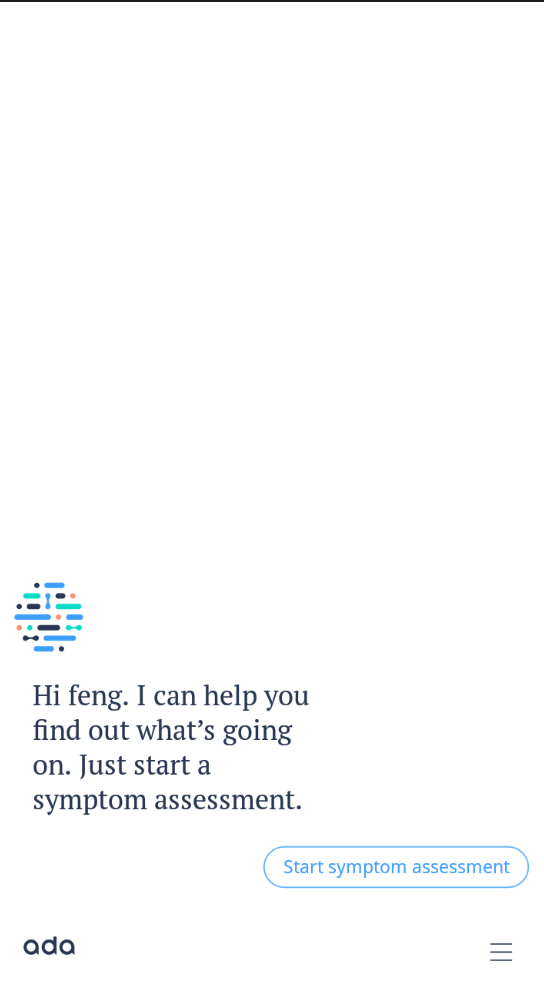 Hi feng. I can help you
find out what’s going
on. Just start a
symptom assessment.
Start symptom assessment
ada